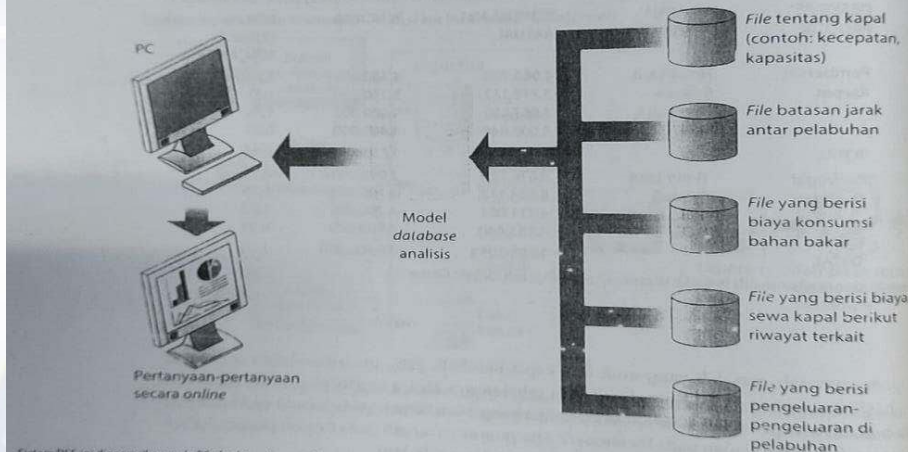 PC
Pertanyaan-pertanyaan
secara online
Model
database
analisis
File tentang kapal
(contoh: kecepatan,
kapasitas)
File batasan jarak
antar pelabuhan
File yang berisi
biaya konsumsi
bahan bakar
File yang berisi biaya
sewa kapal berikut
riwayat terkait
File yang berisi
pengeluaran-
pengeluaran di
pelabuhan